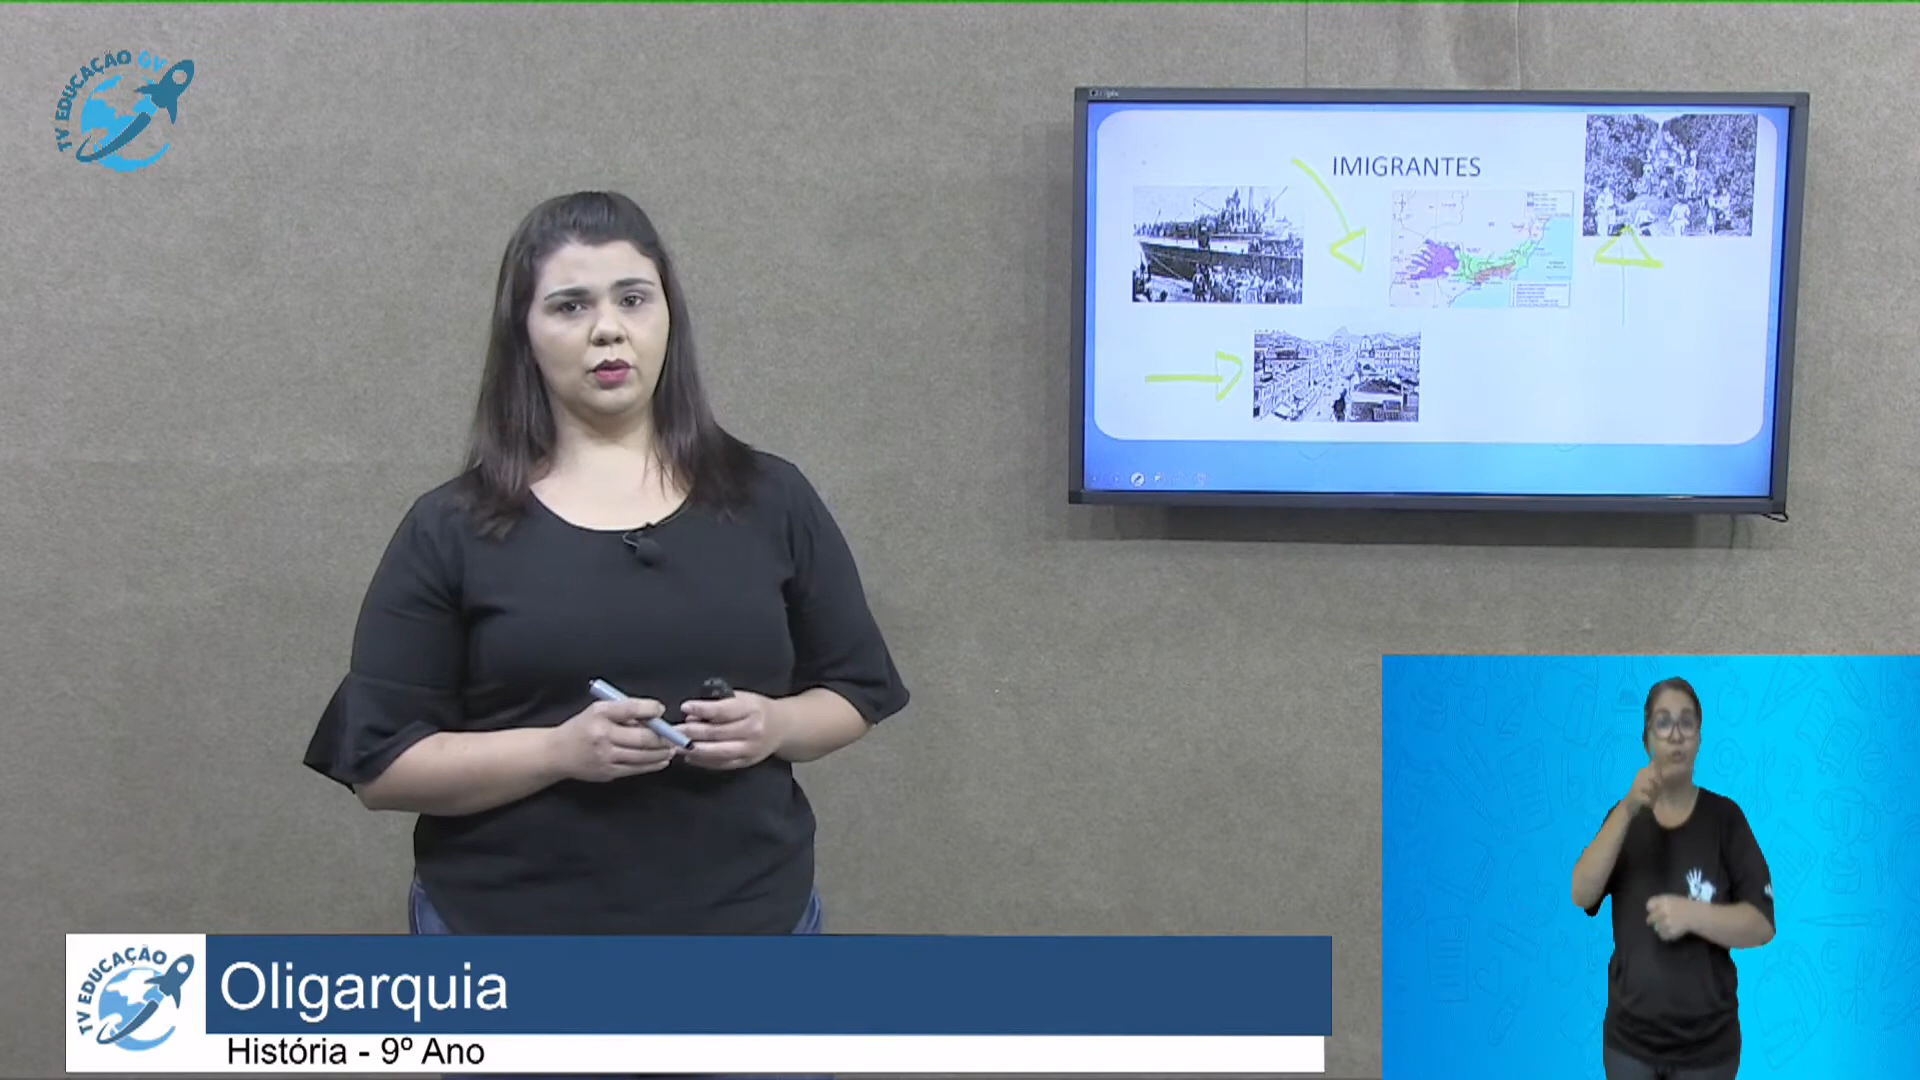 TV EDUCAÇÃO GV
IMIGRANTES
TV EDUCAÇÃO
Oligarquia
História - 9º Ano